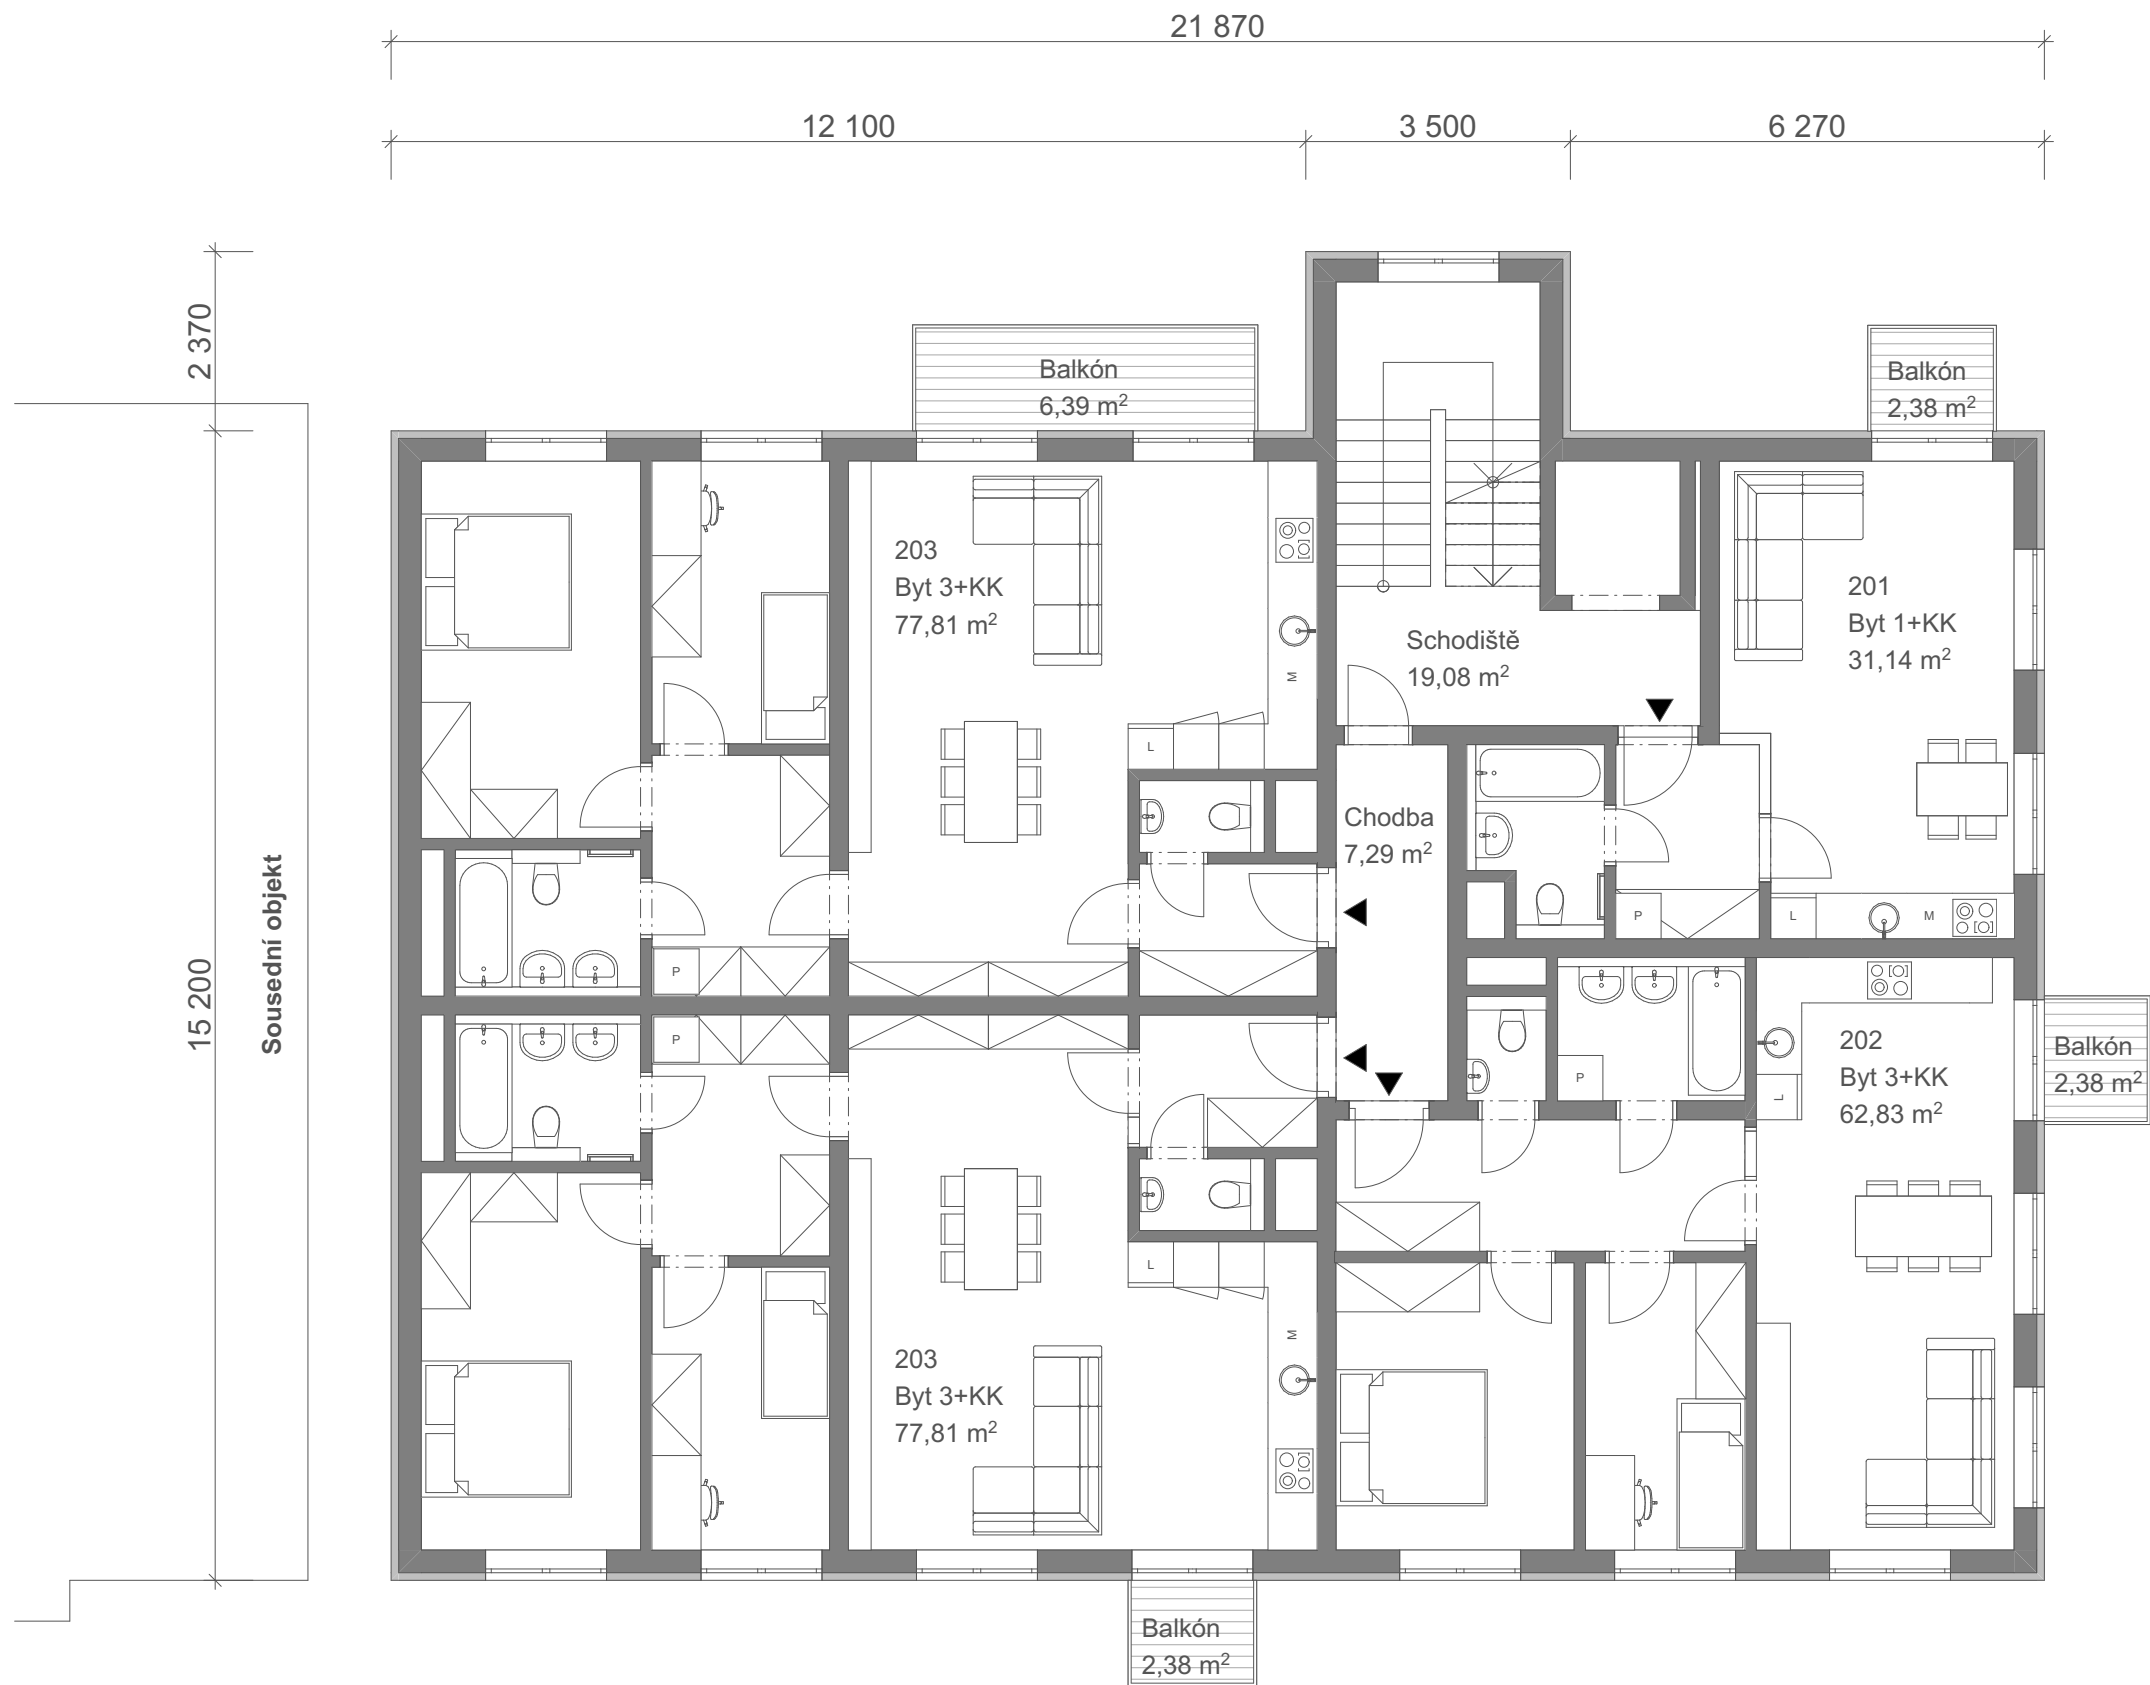 21 870
12 100
3 500
6 270
2 370
15 200
Sousední objekt
Balkón
6,39 m²
Balkón
2,38 m²
203
Byt 3+KK
77,81 m²
M
L
P
Schodiště
19,08 m²
201
Byt 1+KK
31,14 m²
Chodba
7,29 m²
P
L
M
P
203
Byt 3+KK
77,81 m²
L
M
P
L
202
Byt 3+KK
62,83 m²
Balkón
2,38 m²
Balkón
2,38 m²